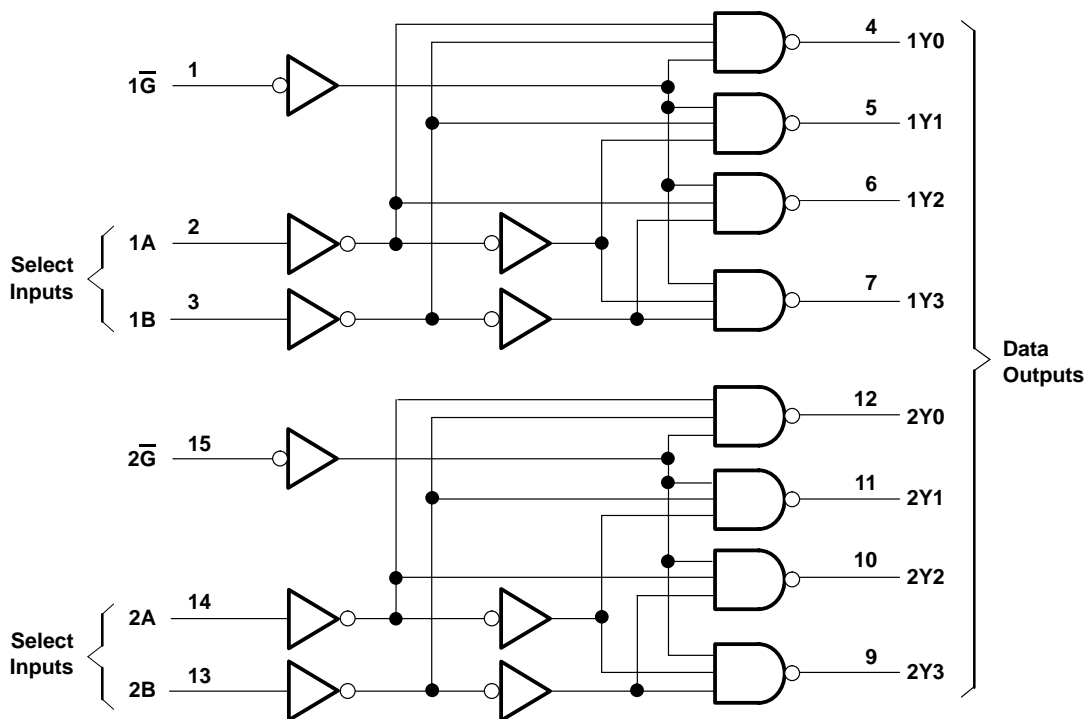 4
1Y0
1
1G̅
5
1Y1
6
1Y2
2
1A
Select
Inputs
7
1Y3
3
1B
Data
Outputs
12
2Y0
15
2G̅
11
2Y1
10
2Y2
14
2A
Select
Inputs
9
2Y3
13
2B